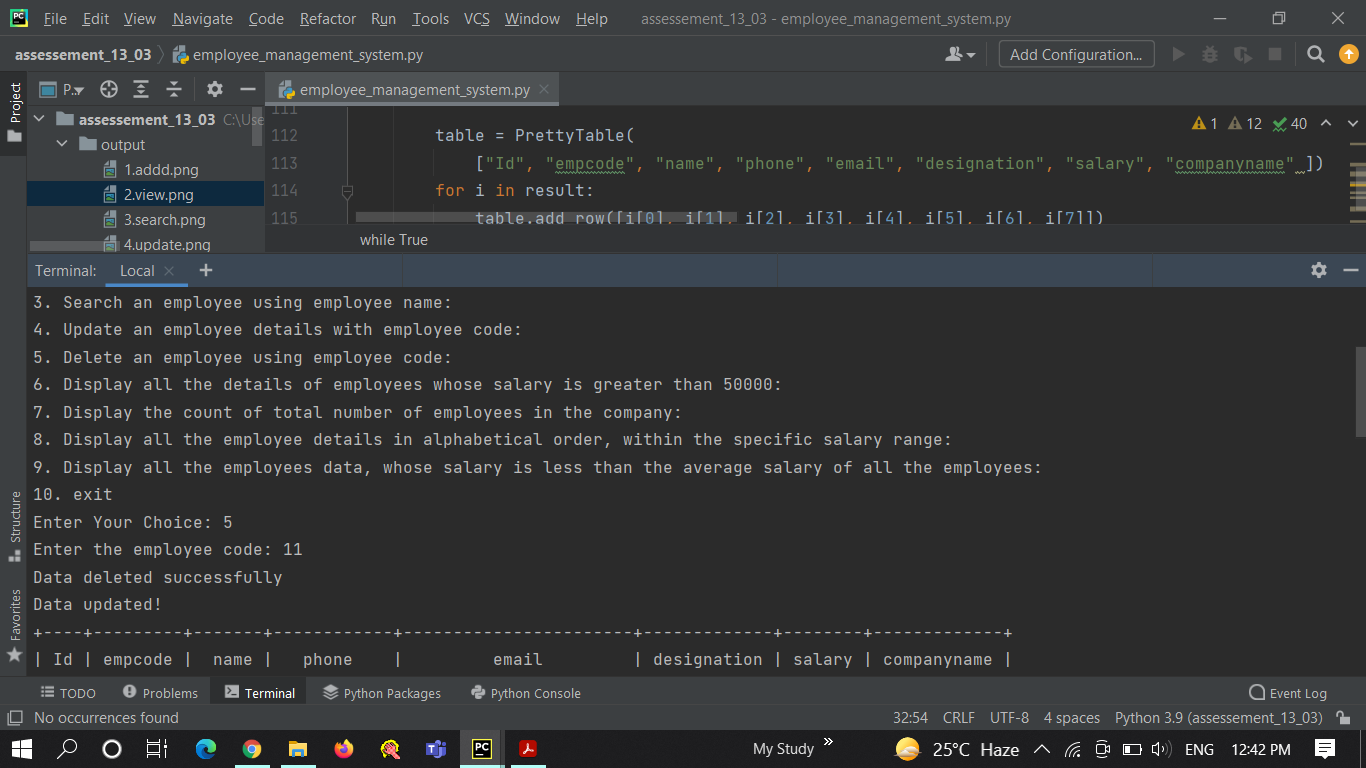 File Edit View Navigate Code Refactor Run Tools VCS Window Help assessement_13_03 - employee_management_system.py
assessement_13_03 employee_management_system.py Add Configuration...
Project
P.. employee_management_system.py
assessement_13_03 C:\Use
output
1.addd.png
2.view.png
3.search.png
4.update.png
111
112 table = PrettyTable(
113 ["Id", "empcode", "name", "phone", "email", "designation", "salary", "companyname" ])
114 for i in result:
115 table.add_row([i[0], i[1], i[2], i[3], i[4], i[5], i[6], i[7]])
1 12 40
while True
Terminal: Local +
3. Search an employee using employee name:
4. Update an employee details with employee code:
5. Delete an employee using employee code:
6. Display all the details of employees whose salary is greater than 50000:
7. Display the count of total number of employees in the company:
8. Display all the employee details in alphabetical order, within the specific salary range:
9. Display all the employees data, whose salary is less than the average salary of all the employees:
10. exit
Enter Your Choice: 5
Enter the employee code: 11
Data deleted successfully
Data updated!
+----+---------+-------+------------+-----------------------+-------------+--------+-------------+
| Id | empcode | name | phone | email | designation | salary | companyname |
Structure
Favorites
TODO Problems Terminal Python Packages Python Console Event Log
No occurrences found 32:54 CRLF UTF-8 4 spaces Python 3.9 (assessement_13_03)
My Study » 25°C Haze ENG 12:42 PM